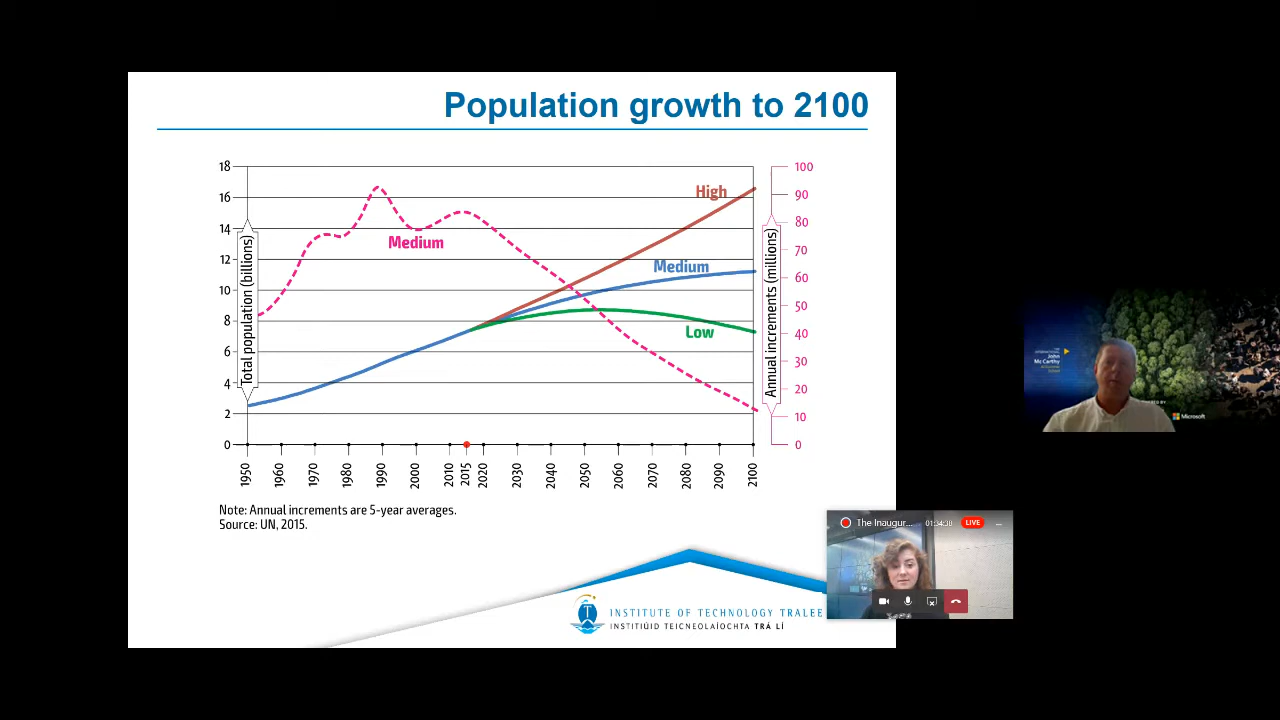 Population growth to 2100
18
16
14
12
10
8
6
4
2
0
Total population (billions)
High
Medium
Medium
Low
100
90
80
70
60
50
40
30
20
10
0
Annual increments (millions)
1950
1960
1970
1980
1990
2000
2010
2015
2020
2030
2040
2050
2060
2070
2080
2090
2100
Note: Annual increments are 5-year averages.
Source: UN, 2015.
INSTITUTE OF TECHNOLOGY TRALEE
INSTITIÚID TEICNEOLAÍOCHTA TRÁ LÍ
John
Mc Carthy
Microsoft
The Inaugur...
01:34:38
LIVE